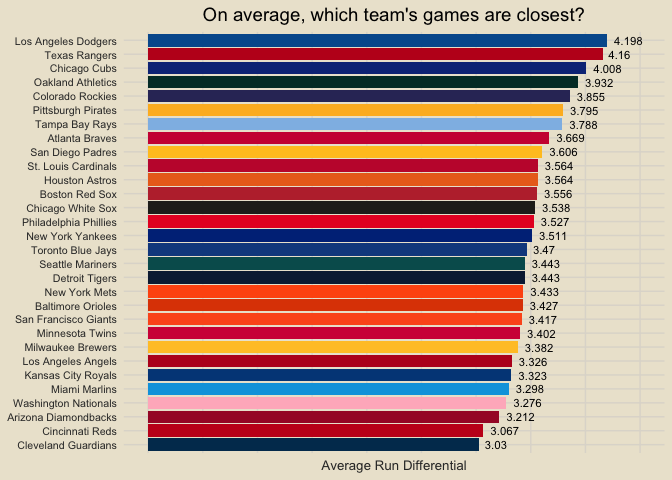 On average, which team's games are closest?
Los Angeles Dodgers 4.198
Texas Rangers 4.16
Chicago Cubs 4.008
Oakland Athletics 3.932
Colorado Rockies 3.855
Pittsburgh Pirates 3.795
Tampa Bay Rays 3.788
Atlanta Braves 3.669
San Diego Padres 3.606
St. Louis Cardinals 3.564
Houston Astros 3.564
Boston Red Sox 3.556
Chicago White Sox 3.538
Philadelphia Phillies 3.527
New York Yankees 3.511
Toronto Blue Jays 3.47
Seattle Mariners 3.443
Detroit Tigers 3.443
New York Mets 3.433
Baltimore Orioles 3.427
San Francisco Giants 3.417
Minnesota Twins 3.402
Milwaukee Brewers 3.382
Los Angeles Angels 3.326
Kansas City Royals 3.323
Miami Marlins 3.298
Washington Nationals 3.276
Arizona Diamondbacks 3.212
Cincinnati Reds 3.067
Cleveland Guardians 3.03
Average Run Differential